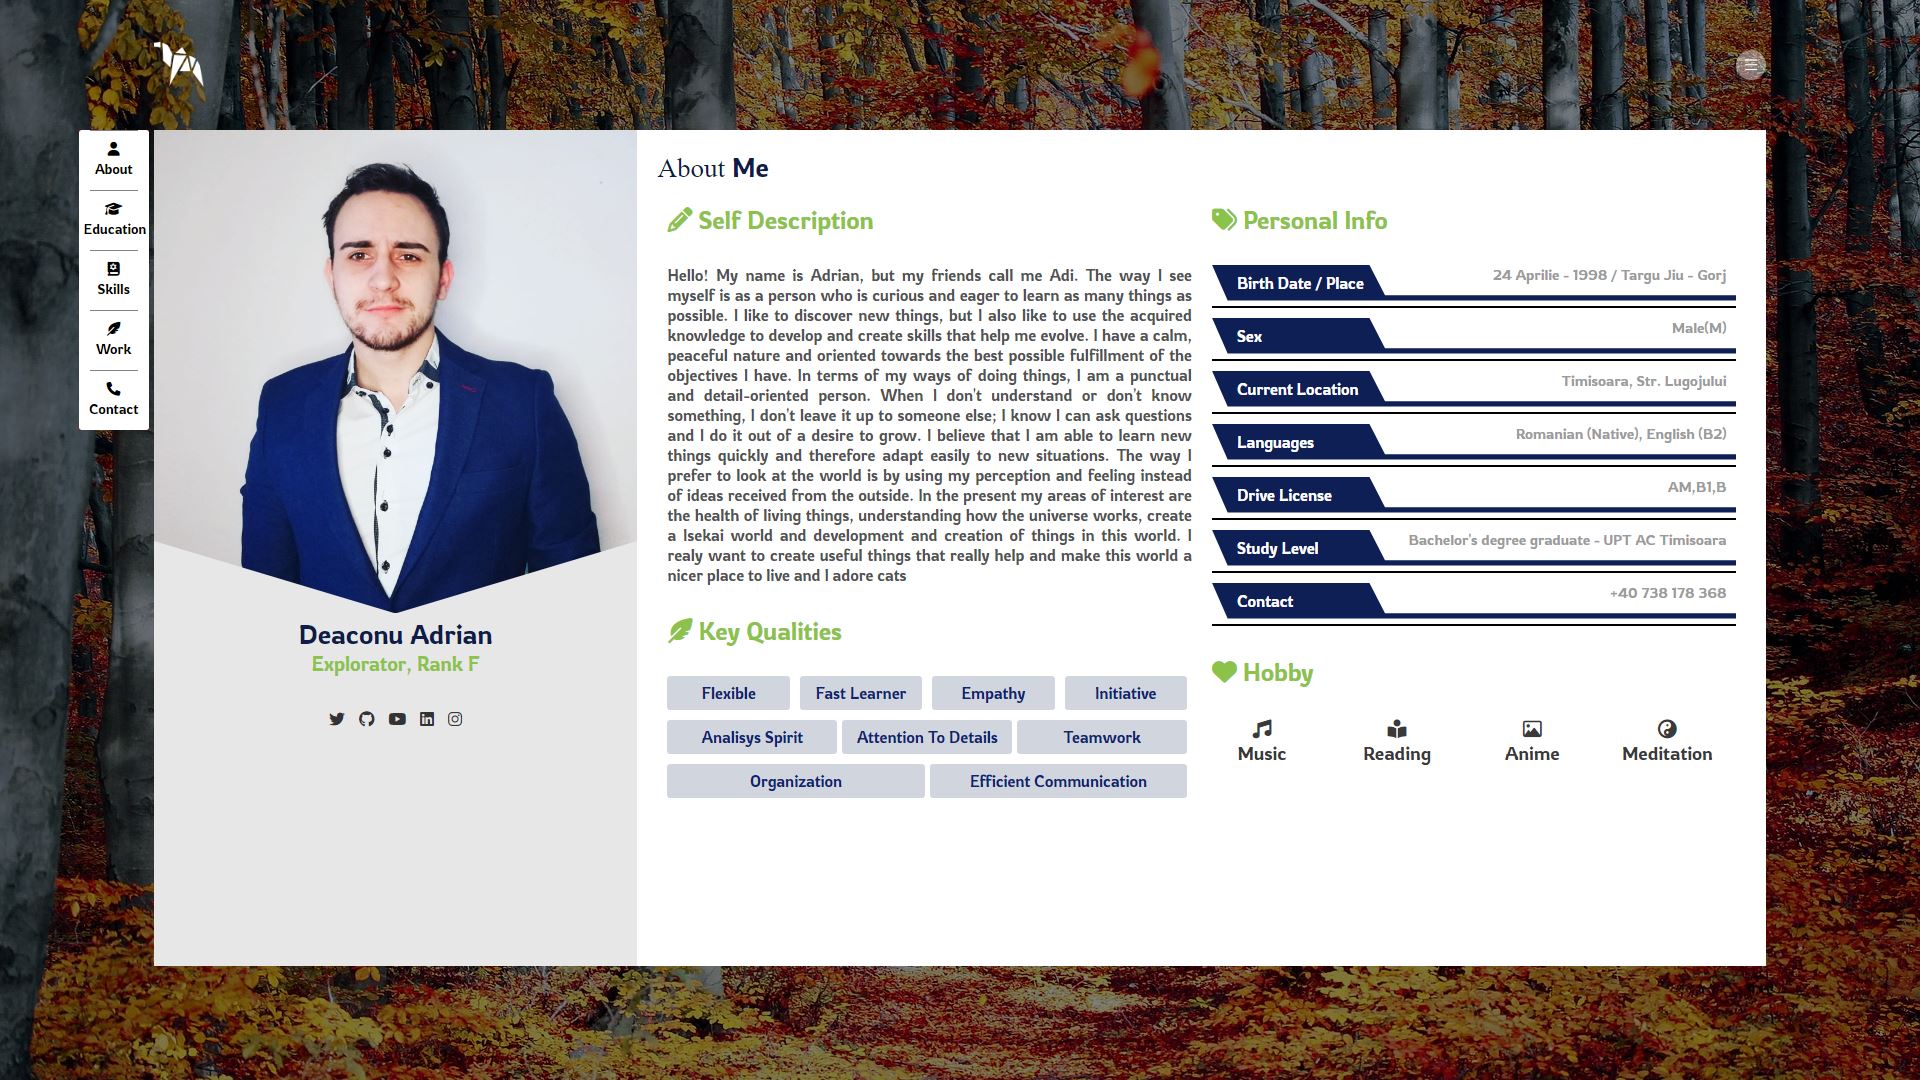 About
Education
Skills
Work
Contact
Deaconu Adrian
Explorator, Rank F
About Me
Self Description
Hello! My name is Adrian, but my friends call me Adi. The way I see
myself is as a person who is curious and eager to learn as many things as
possible. I like to discover new things, but I also like to use the acquired
knowledge to develop and create skills that help me evolve. I have a calm,
peaceful nature and oriented towards the best possible fulfillment of the
objectives I have. In terms of my ways of doing things, I am a punctual
and detail-oriented person. When I don't understand or don't know
something, I don't leave it up to someone else; I know I can ask questions
and I do it out of a desire to grow. I believe that I am able to learn new
things quickly and therefore adapt easily to new situations. The way I
prefer to look at the world is by using my perception and feeling instead
of ideas received from the outside. In the present my areas of interest are
the health of living things, understanding how the universe works, create
a Isekai world and development and creation of things in this world. I
realy want to create useful things that really help and make this world a
nicer place to live and I adore cats
Key Qualities
Flexible Fast Learner Empathy Initiative
Analisys Spirit Attention To Details Teamwork
Organization Efficient Communication
Personal Info
Birth Date / Place 24 Aprilie - 1998 / Targu Jiu - Gorj
Sex Male(M)
Current Location Timisoara, Str. Lugojului
Languages Romanian (Native), English (B2)
Drive License AM,B1,B
Study Level Bachelor's degree graduate - UPT AC Timisoara
Contact +40 738 178 368
Hobby
Music Reading Anime Meditation